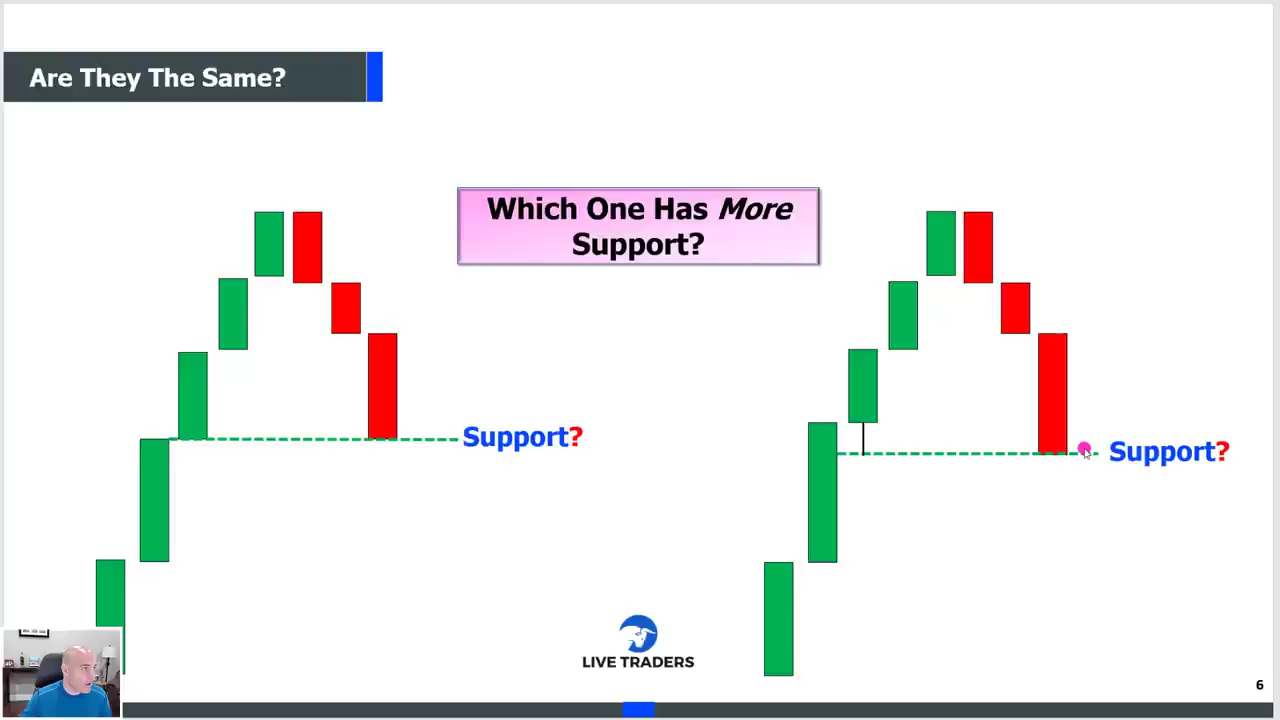 Are They The Same?
Which One Has More
Support?
Support?
Support?
LIVE TRADERS
6